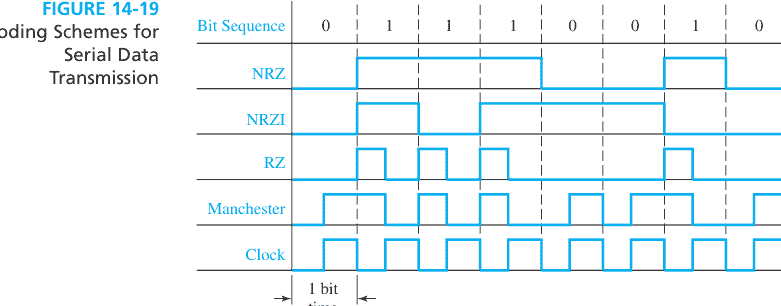 FIGURE 14-19
oding Schemes for
Serial Data
Transmission
Bit Sequence 0 1 1 1 0 0 1 0
NRZ
NRZI
RZ
Manchester
Clock
1 bit
time